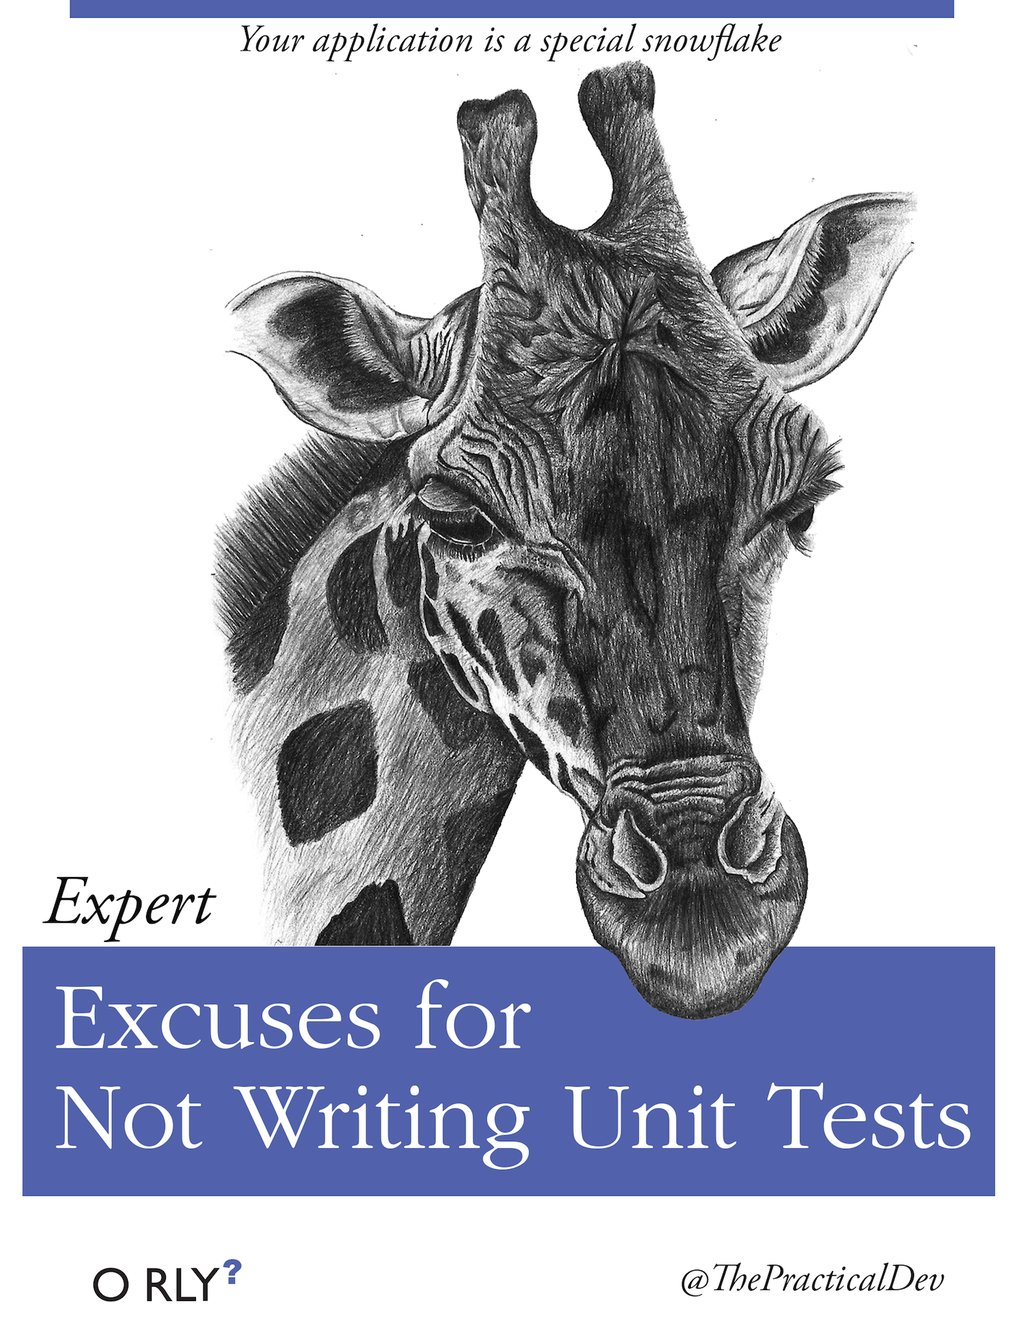 Your application is a special snowflake
Expert
Excuses for
Not Writing Unit Tests
O RLY?
@ThePracticalDev